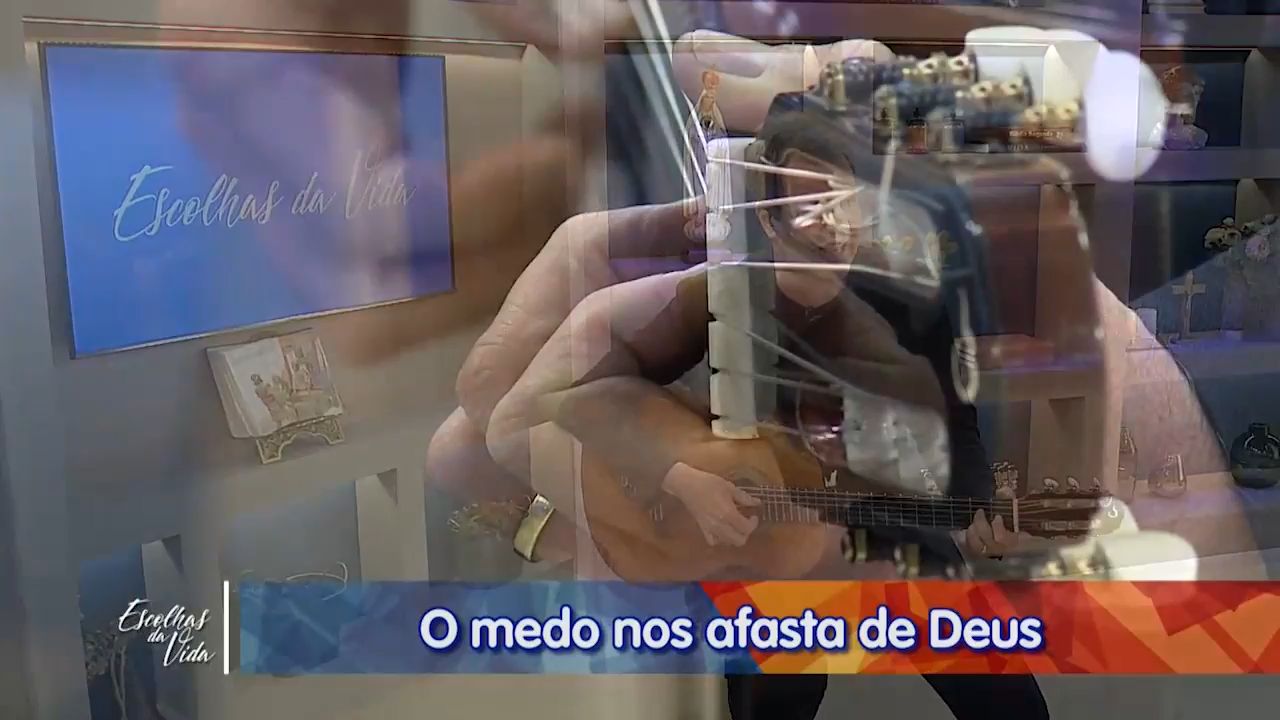 Escolhas da Vida
Escolhas
da
Vida
O medo nos afasta de Deus